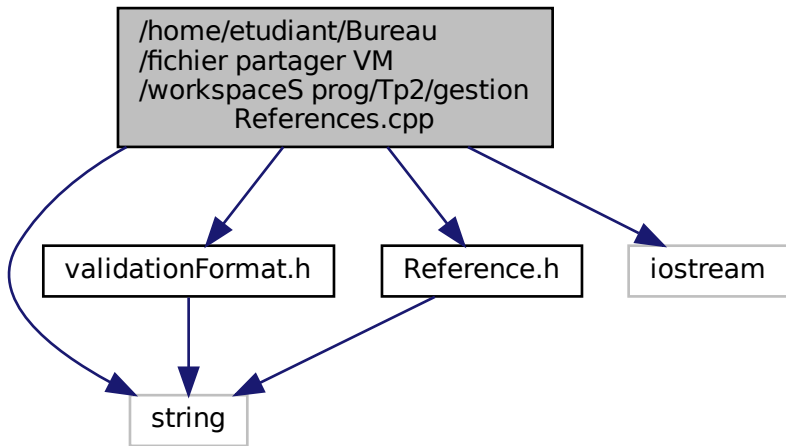 /home/etudiant/Bureau
/fichier partager VM
/workspaceS prog/Tp2/gestion
References.cpp
validationFormat.h
Reference.h
iostream
string